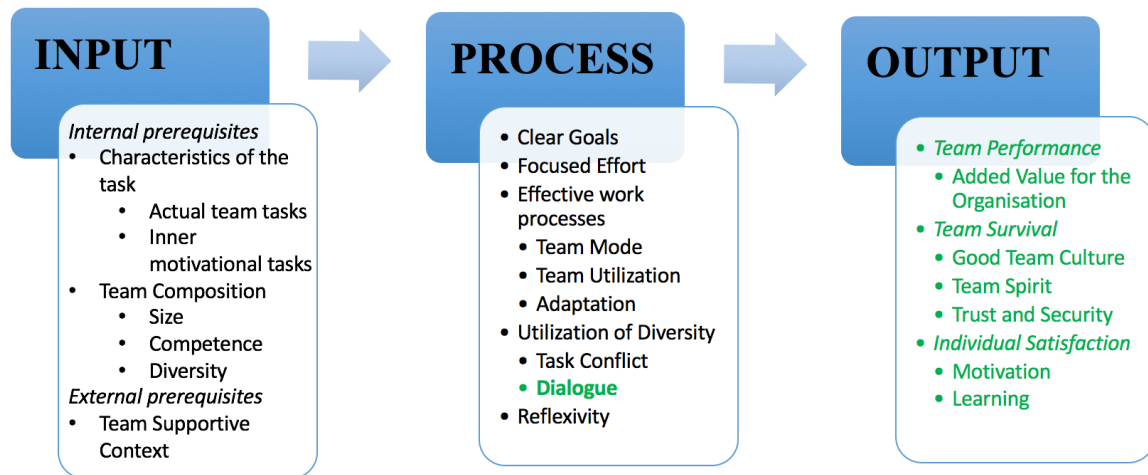 INPUT
Internal prerequisites
• Characteristics of the
task
• Actual team tasks
• Inner
motivational tasks
• Team Composition
• Size
• Competence
• Diversity
External prerequisites
• Team Supportive
Context
PROCESS
• Clear Goals
• Focused Effort
• Effective work
processes
• Team Mode
• Team Utilization
• Adaptation
• Utilization of Diversity
• Task Conflict
• Dialogue
• Reflexivity
OUTPUT
• Team Performance
• Added Value for the
Organisation
• Team Survival
• Good Team Culture
• Team Spirit
• Trust and Security
• Individual Satisfaction
• Motivation
• Learning